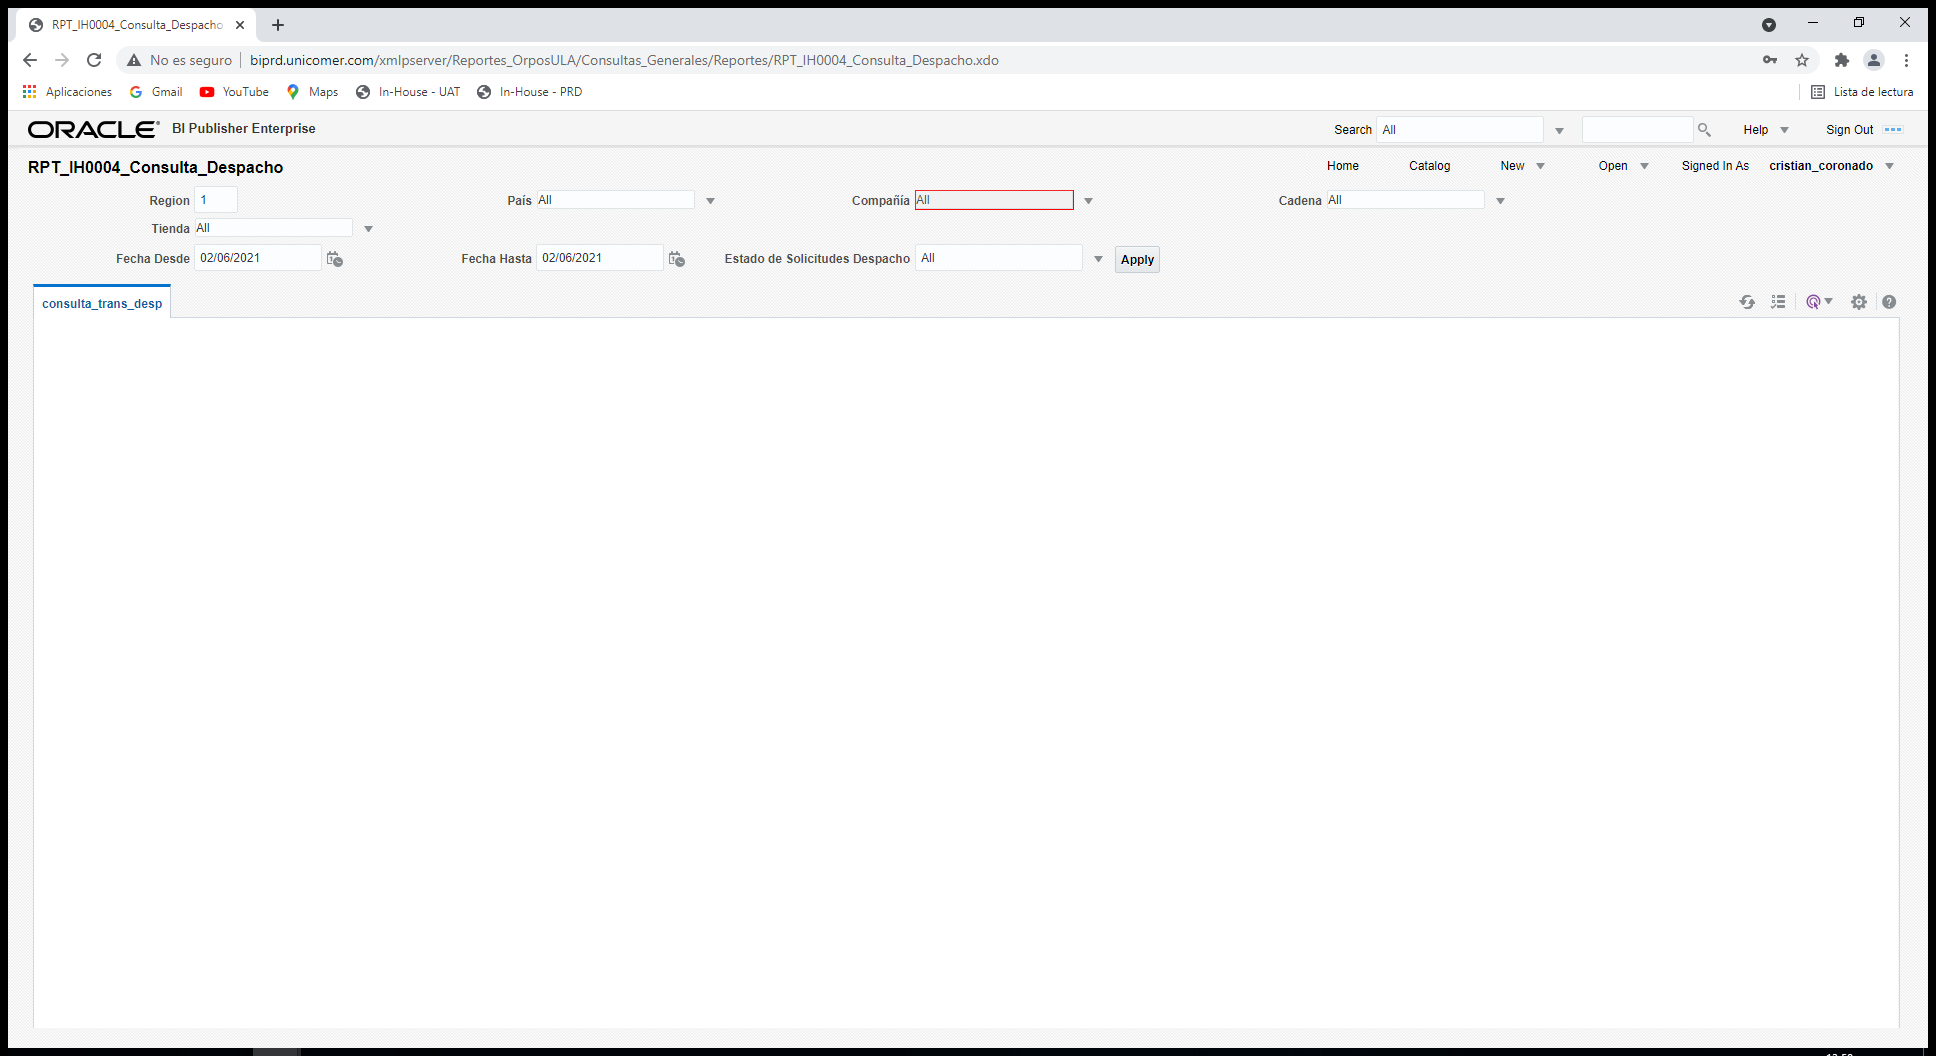 RPT_IH0004_Consulta_Despacho
No es seguro biprd.unicomer.com/xmlpserver/Reportes_OrposULA/Consultas_Generales/Reportes/RPT_IH0004_Consulta_Despacho.xdo
Aplicaciones Gmail YouTube Maps In-House - UAT In-House - PRD Lista de lectura
ORACLE BI Publisher Enterprise Search All Help Sign Out
RPT_IH0004_Consulta_Despacho Home Catalog New Open Signed In As cristian_coronado
Region 1 País All Compañía All Cadena All
Tienda All
Fecha Desde 02/06/2021 Fecha Hasta 02/06/2021 Estado de Solicitudes Despacho All Apply
consulta_trans_desp